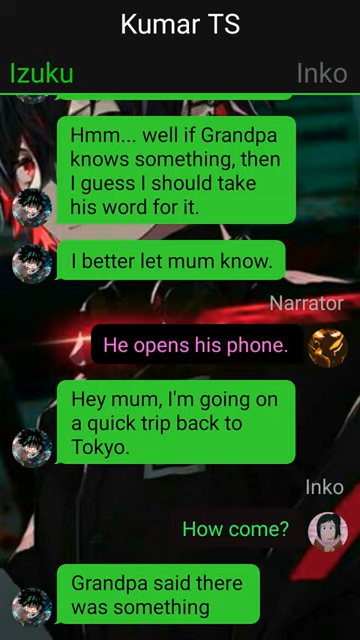 Kumar TS
Izuku
Inko
Hmm... well if Grandpa
knows something, then
I guess I should take
his word for it.
I better let mum know.
Narrator
He opens his phone.
Hey mum, I'm going on
a quick trip back to
Tokyo.
Inko
How come?
Grandpa said there
was something